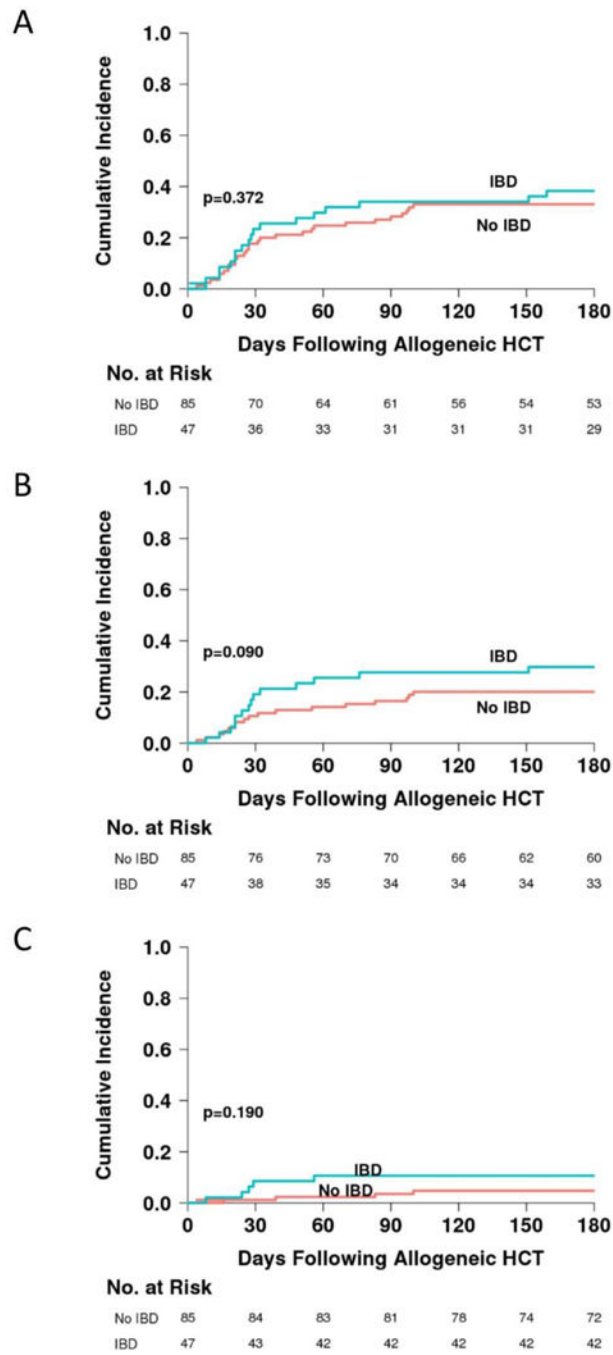 A
1.0
0.8
0.6
0.4
0.2
0.0
Cumulative Incidence
p=0.372
IBD
No IBD
0 30 60 90 120 150 180
Days Following Allogeneic HCT
No. at Risk
No IBD 85 70 64 61 56 54 53
IBD 47 36 33 31 31 31 29
B
1.0
0.8
0.6
0.4
0.2
0.0
Cumulative Incidence
p=0.090
IBD
No IBD
0 30 60 90 120 150 180
Days Following Allogeneic HCT
No. at Risk
No IBD 85 76 73 70 66 62 60
IBD 47 38 35 34 34 34 33
C
1.0
0.8
0.6
0.4
0.2
0.0
Cumulative Incidence
p=0.190
IBD
No IBD
0 30 60 90 120 150 180
Days Following Allogeneic HCT
No. at Risk
No IBD 85 84 83 81 78 74 72
IBD 47 43 42 42 42 42 42